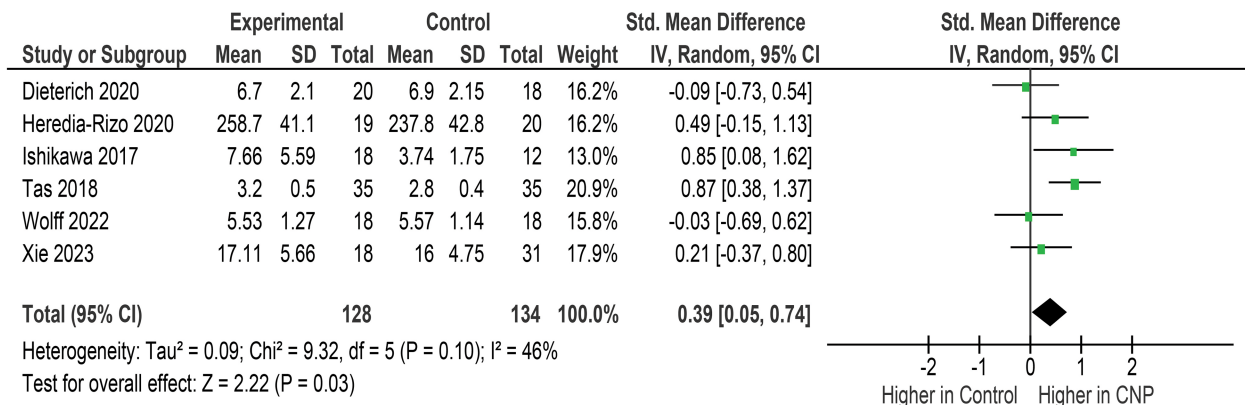 Experimental Control Std. Mean Difference Std. Mean Difference
Study or Subgroup Mean SD Total Mean SD Total Weight IV, Random, 95% CI IV, Random, 95% CI
Dieterich 2020 6.7 2.1 20 6.9 2.15 18 16.2% -0.09 [-0.73, 0.54]
Heredia-Rizo 2020 258.7 41.1 19 237.8 42.8 20 16.2% 0.49 [-0.15, 1.13]
Ishikawa 2017 7.66 5.59 18 3.74 1.75 12 13.0% 0.85 [0.08, 1.62]
Tas 2018 3.2 0.5 35 2.8 0.4 35 20.9% 0.87 [0.38, 1.37]
Wolff 2022 5.53 1.27 18 5.57 1.14 18 15.8% -0.03 [-0.69, 0.62]
Xie 2023 17.11 5.66 18 16 4.75 31 17.9% 0.21 [-0.37, 0.80]
Total (95% CI) 128 134 100.0% 0.39 [0.05, 0.74]
Heterogeneity: Tau² = 0.09; Chi² = 9.32, df = 5 (P = 0.10); I² = 46%
Test for overall effect: Z = 2.22 (P = 0.03)
-2 -1 0 1 2
Higher in Control Higher in CNP